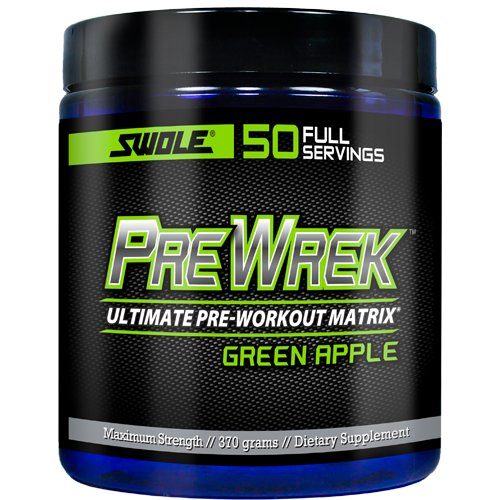 SWOLE® 50 FULL SERVINGS
PREWREK™
ULTIMATE PRE-WORKOUT MATRIX*
GREEN APPLE
Maximum Strength // 370 grams // Dietary Supplement